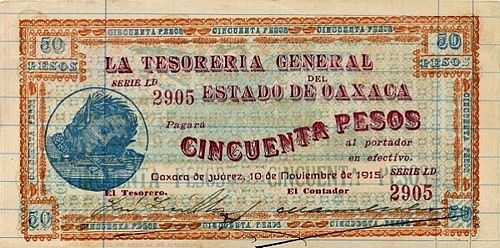 CINCUENTA PESOS CINCUENTA PESOS
50 PESOS
50 PESOS
LA TESORERIA GENERAL
SERIE LD DEL
2905 ESTADO DE OAXACA
Pagará CINCUENTA PESOS
al portador
en efectivo.
Oaxaca de Juárez, 10 de Noviembre de 1915. SERIE LD
El Tesorero. El Contador 2905
50
50
CINCUENTA PESOS